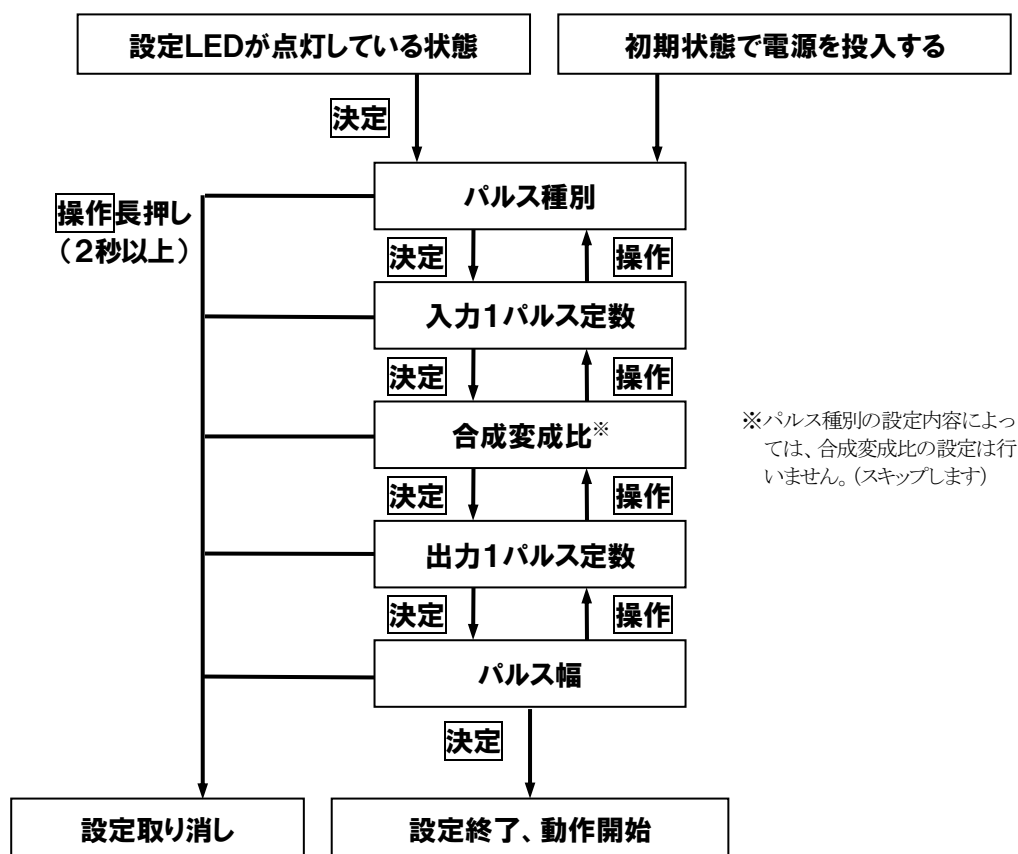 設定LEDが点灯している状態
初期状態で電源を投入する
決定
パルス種別
操作長押し
（2秒以上）
決定
操作
入力1パルス定数
決定
操作
合成変成比※
※パルス種別の設定内容によっ
ては、合成変成比の設定は行
いません。（スキップします）
決定
操作
出力1パルス定数
決定
操作
パルス幅
決定
設定取り消し
設定終了、動作開始